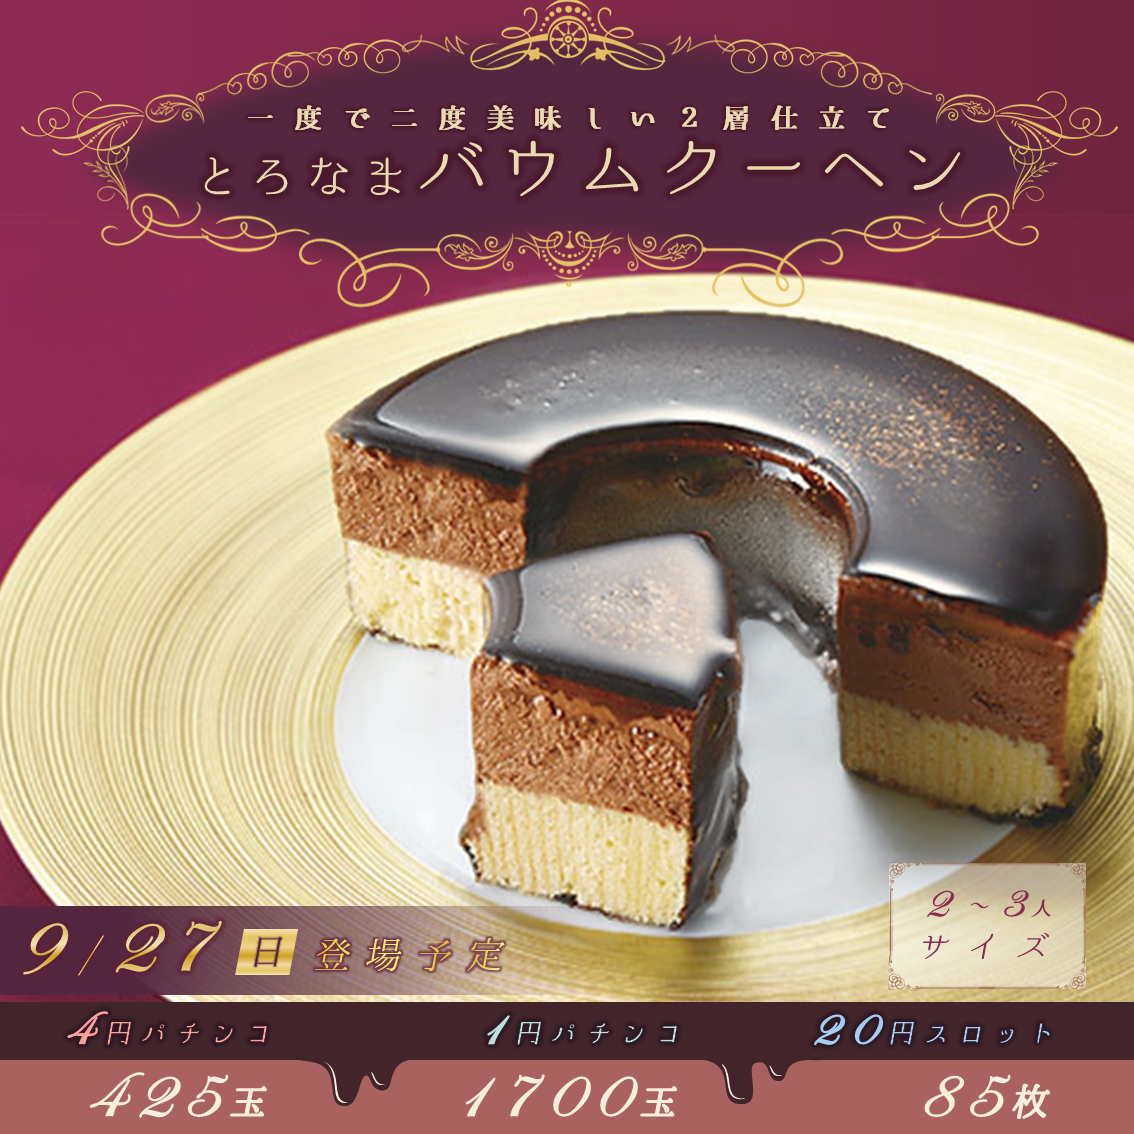 一度で二度美味しい2層仕立て
とろなまバウムクーヘン
2～3人
サイズ
9/27 日 登場予定
4円パチンコ 1円パチンコ 20円スロット
425玉 1700玉 85枚